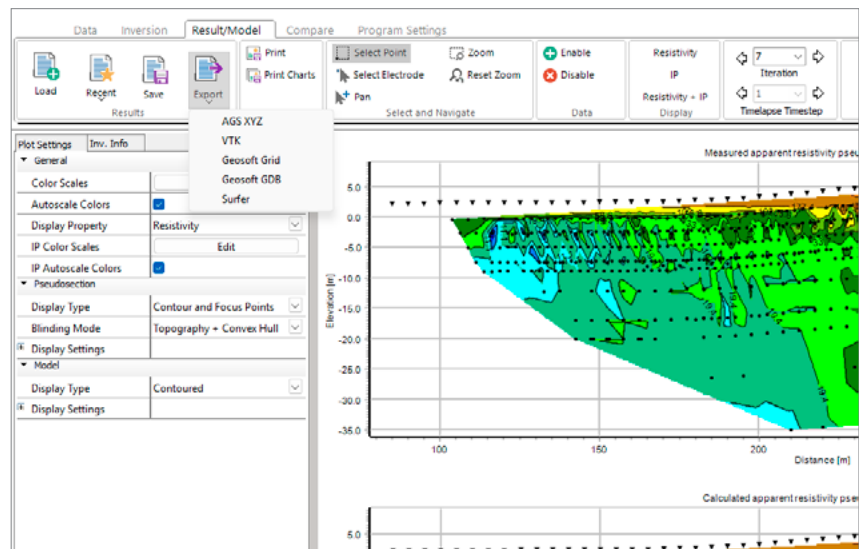 Data Inversion Result/Model Compare Program Settings
Load
Recent
Save
Export
Results
Print
Print Charts
Select Point
Select Electrode
Pan
Zoom
Reset Zoom
Select and Navigate
Enable
Disable
Data
Resistivity
IP
Resistivity + IP
Display
7
Iteration
1
Timelapse Timestep
AGS XYZ
VTK
Geosoft Grid
Geosoft GDB
Surfer
Plot Settings Inv. Info
General
Color Scales
Autoscale Colors
Display Property Resistivity
IP Color Scales Edit
IP Autoscale Colors
Pseudosection
Display Type Contour and Focus Points
Blinding Mode Topography + Convex Hull
Display Settings
Model
Display Type Contoured
Display Settings
Measured apparent resistivity pseu
Elevation [m]
5.0
0.0
-5.0
-10.0
-15.0
-20.0
-25.0
-30.0
-35.0
19.4
19.4
19.4
100 150 200
Distance [m]
Calculated apparent resistivity pseu
5.0